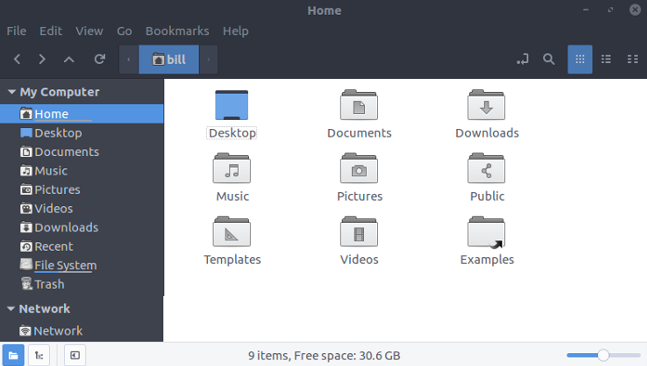 Home
File Edit View Go Bookmarks Help
bill
My Computer
Home
Desktop
Documents
Music
Pictures
Videos
Downloads
Recent
File System
Trash
Network
Network
Desktop Documents Downloads
Music Pictures Public
Templates Videos Examples
9 items, Free space: 30.6 GB